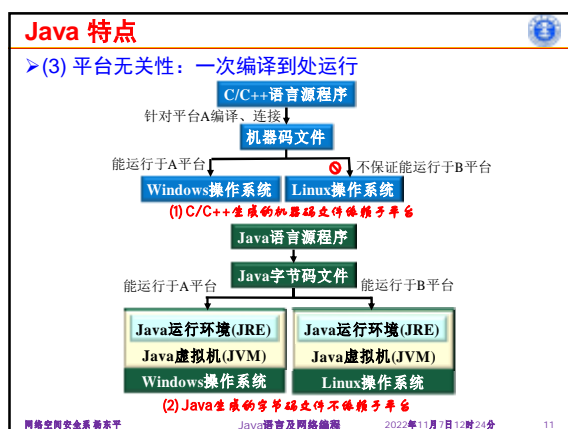 Java 特点
➢(3) 平台无关性：一次编译到处运行
C/C++语言源程序
针对平台A编译、连接
机器码文件
能运行于A平台
不保证能运行于B平台
Windows操作系统
Linux操作系统
(1) C/C++生成的机器码文件依赖于平台
Java语言源程序
Java字节码文件
能运行于A平台
能运行于B平台
Java运行环境(JRE)
Java虚拟机(JVM)
Windows操作系统
Java运行环境(JRE)
Java虚拟机(JVM)
Linux操作系统
(2) Java生成的字节码文件不依赖于平台
网络空间安全系 杨东平
Java语言及网络编程
2022年11月7日12时24分
11